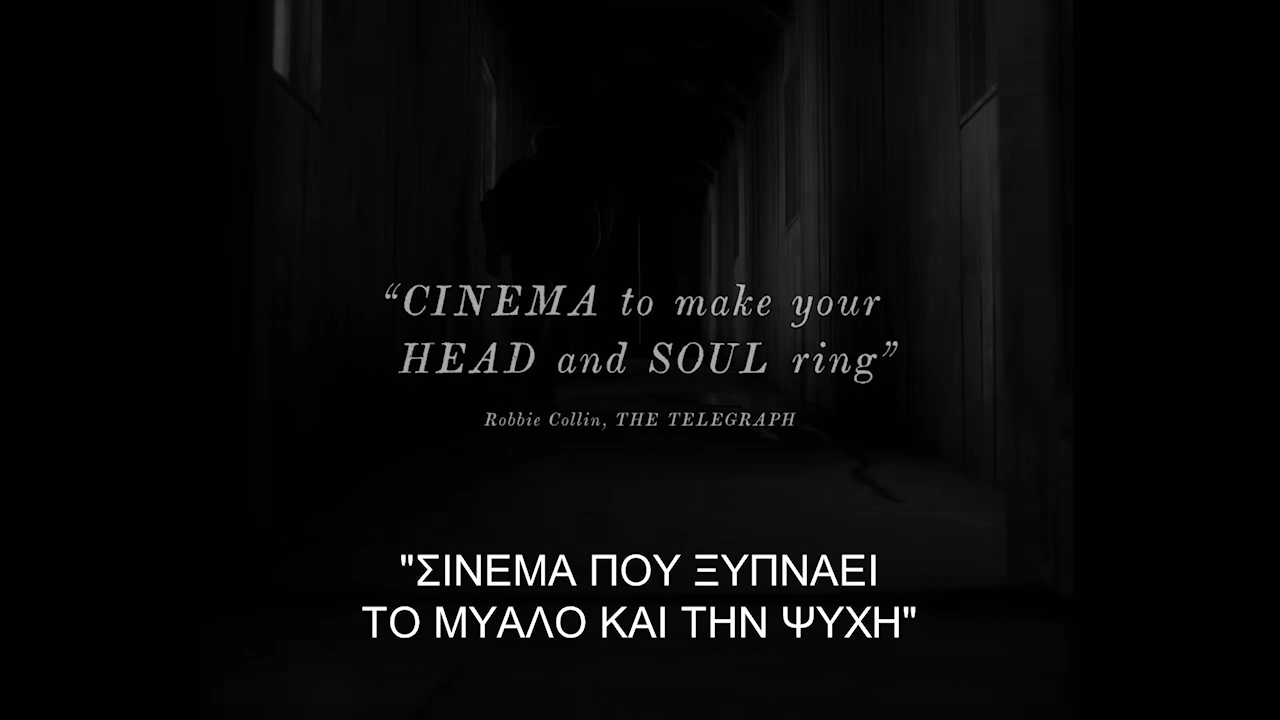 “CINEMA to make your
HEAD and SOUL ring”
Robbie Collin, THE TELEGRAPH
"ΣΙΝΕΜΑ ΠΟΥ ΞΥΠΝΑΕΙ
ΤΟ ΜΥΑΛΟ ΚΑΙ ΤΗΝ ΨΥΧΗ"